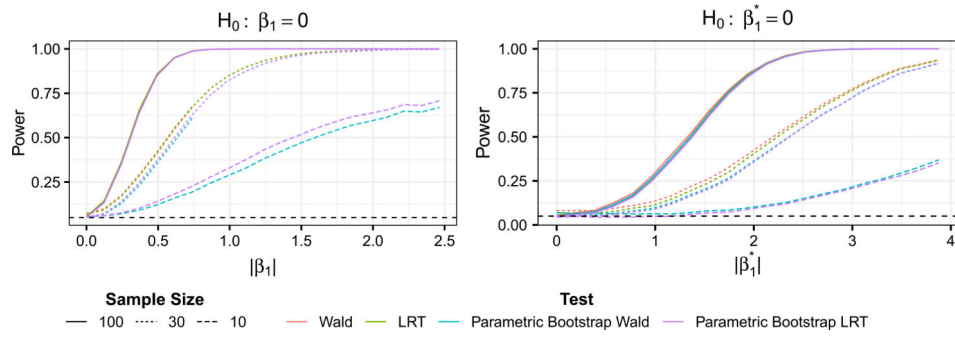 H₀ : β₁ = 0
H₀ : β₁* = 0
Power
1.00
0.75
0.50
0.25
0.0
0.5
1.0
1.5
2.0
2.5
|β₁|
Power
1.00
0.75
0.50
0.25
0.00
0
1
2
3
4
|β₁*|
Sample Size
100 30 10
Test
Wald LRT Parametric Bootstrap Wald Parametric Bootstrap LRT